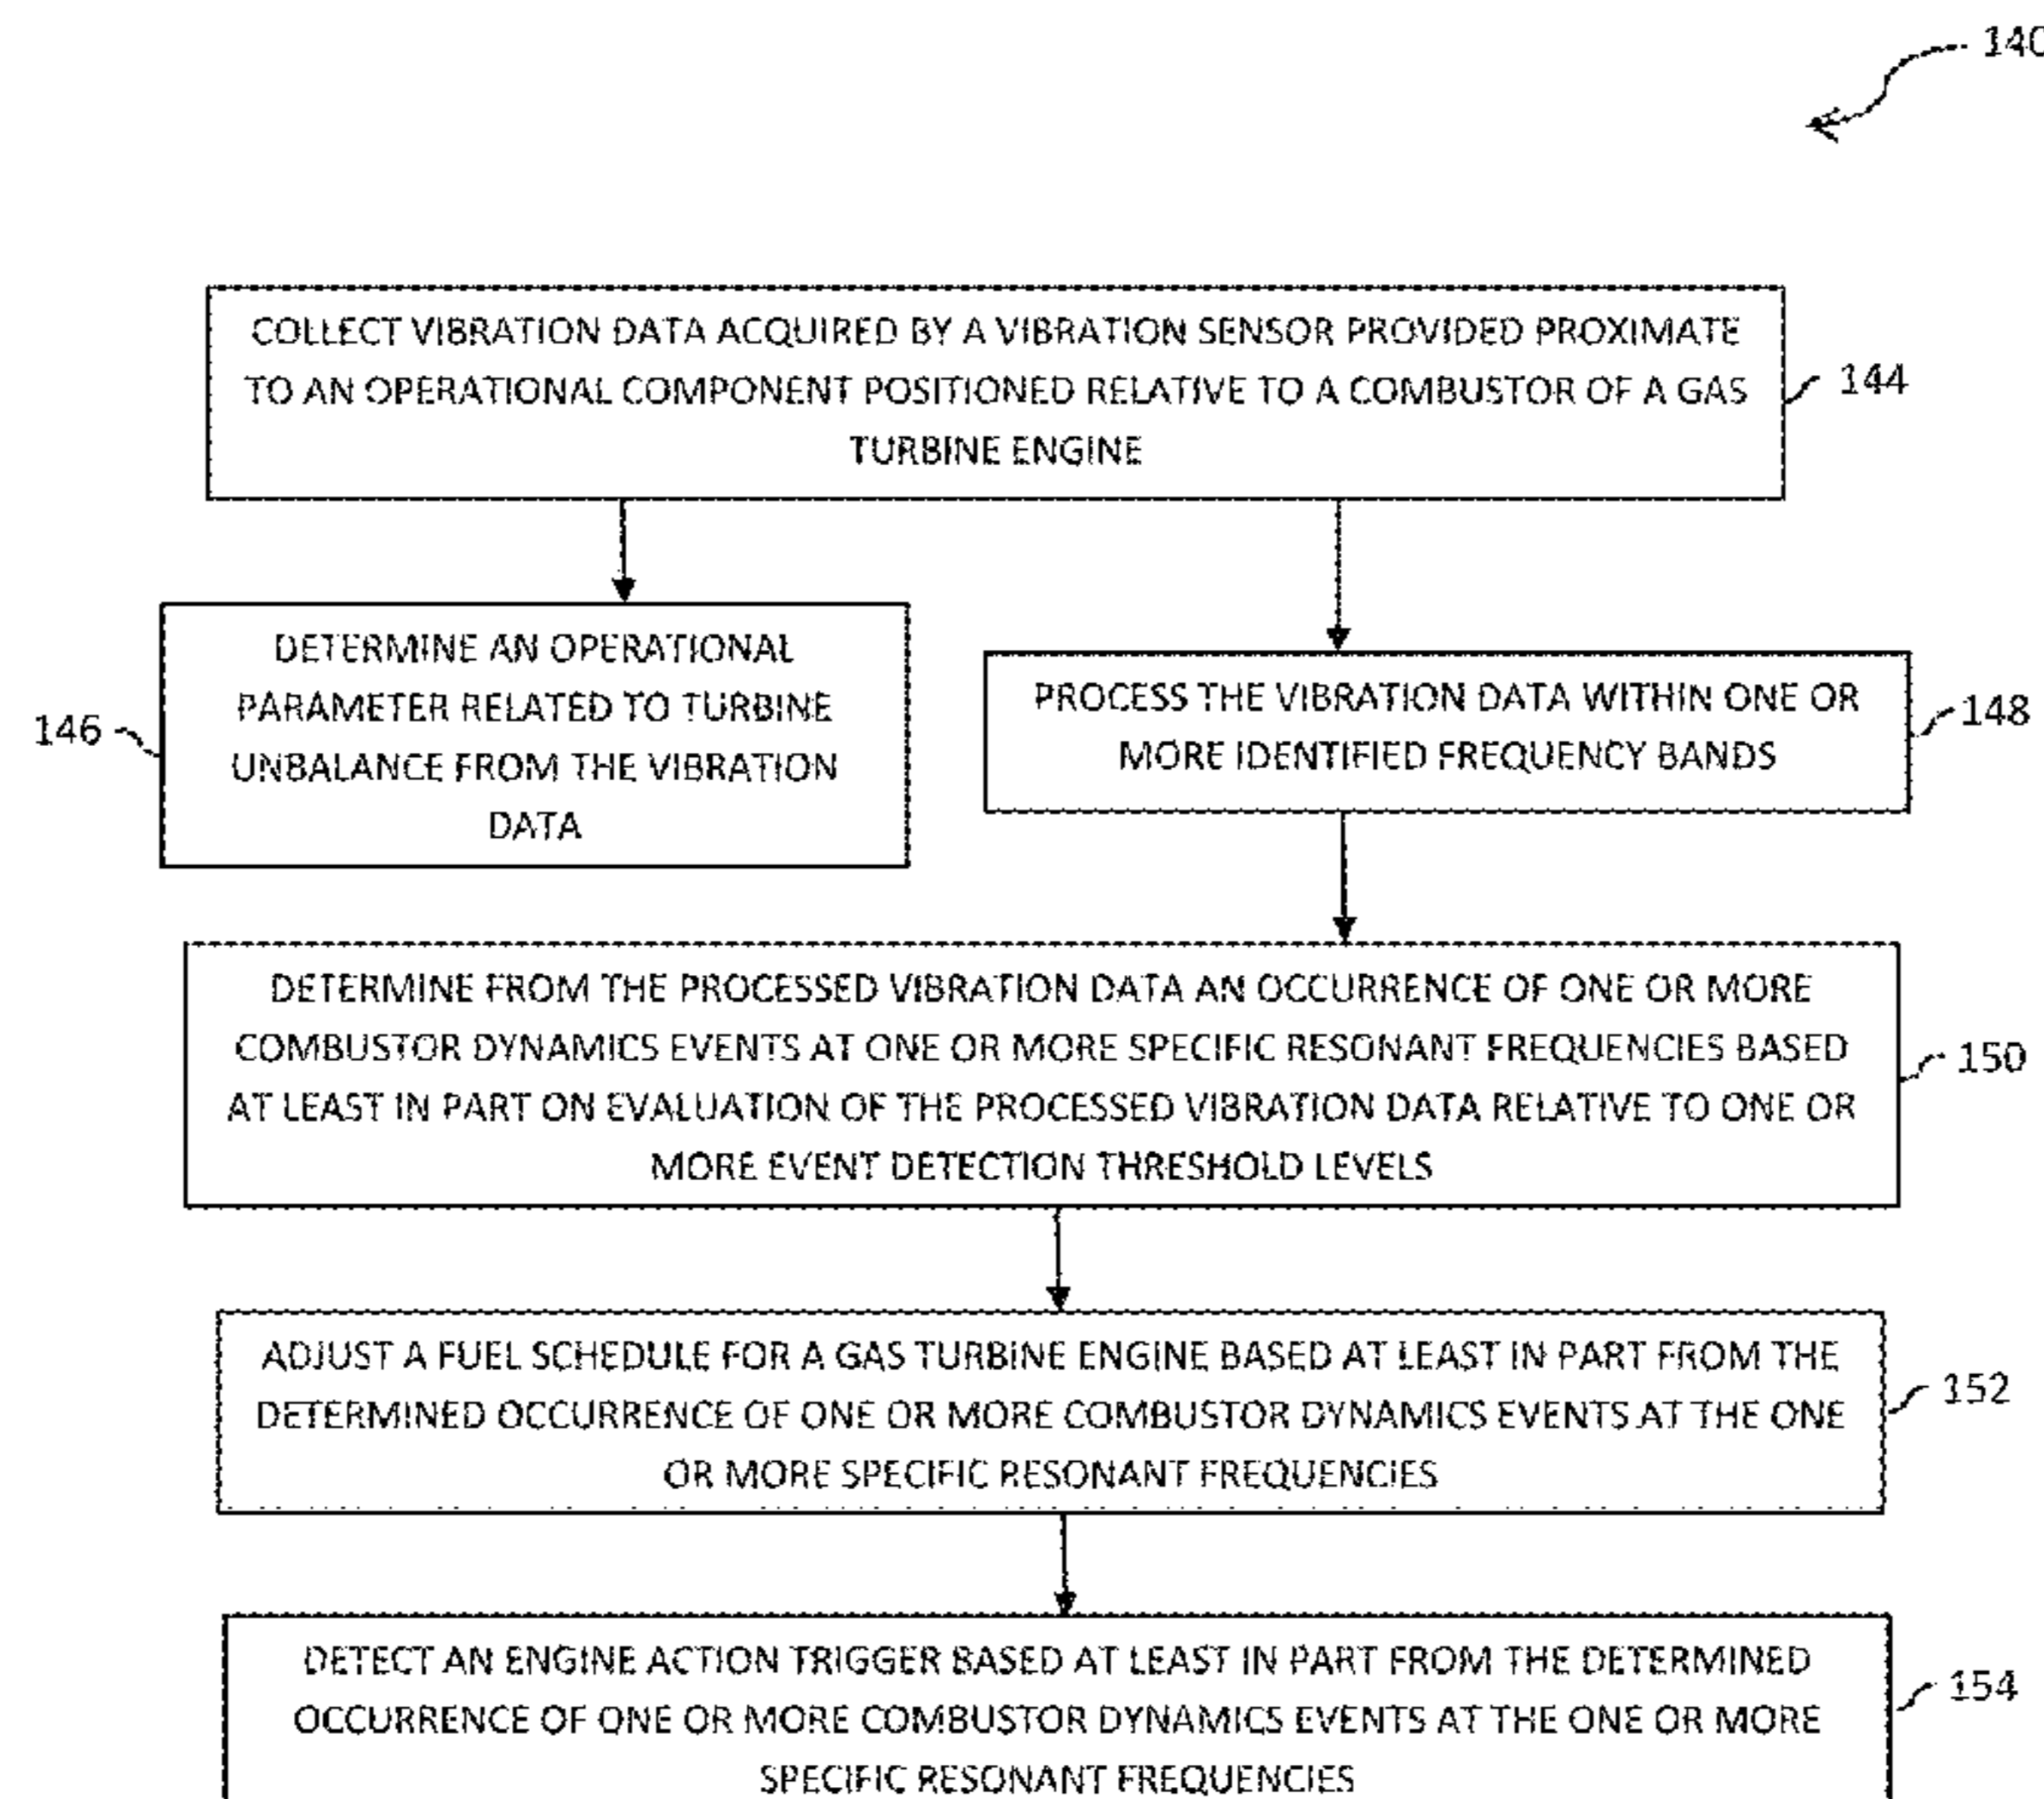 140
COLLECT VIBRATION DATA ACQUIRED BY A VIBRATION SENSOR PROVIDED PROXIMATE
TO AN OPERATIONAL COMPONENT POSITIONED RELATIVE TO A COMBUSTOR OF A GAS
TURBINE ENGINE
144
DETERMINE AN OPERATIONAL
PARAMETER RELATED TO TURBINE
UNBALANCE FROM THE VIBRATION
DATA
146
PROCESS THE VIBRATION DATA WITHIN ONE OR
MORE IDENTIFIED FREQUENCY BANDS
148
DETERMINE FROM THE PROCESSED VIBRATION DATA AN OCCURRENCE OF ONE OR MORE
COMBUSTOR DYNAMICS EVENTS AT ONE OR MORE SPECIFIC RESONANT FREQUENCIES BASED
AT LEAST IN PART ON EVALUATION OF THE PROCESSED VIBRATION DATA RELATIVE TO ONE OR
MORE EVENT DETECTION THRESHOLD LEVELS
150
ADJUST A FUEL SCHEDULE FOR A GAS TURBINE ENGINE BASED AT LEAST IN PART FROM THE
DETERMINED OCCURRENCE OF ONE OR MORE COMBUSTOR DYNAMICS EVENTS AT THE ONE
OR MORE SPECIFIC RESONANT FREQUENCIES
152
DETECT AN ENGINE ACTION TRIGGER BASED AT LEAST IN PART FROM THE DETERMINED
OCCURRENCE OF ONE OR MORE COMBUSTOR DYNAMICS EVENTS AT THE ONE OR MORE
SPECIFIC RESONANT FREQUENCIES
154